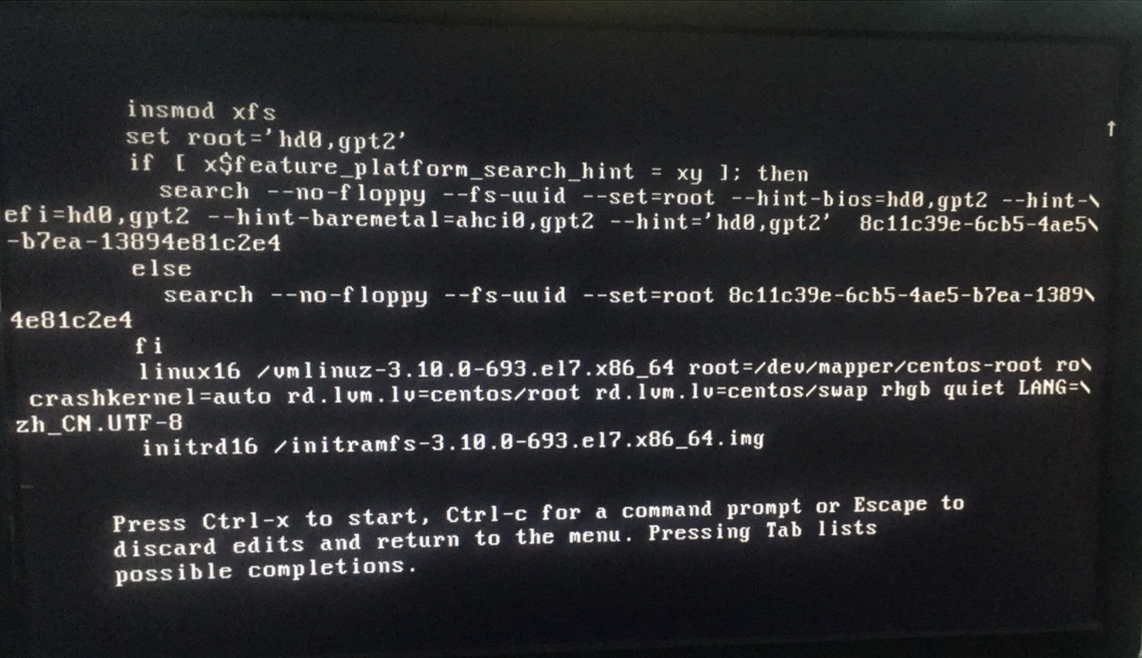 insmod xfs
set root='hd0,gpt2'
↑
if [ x$feature_platform_search_hint = xy ]; then
search --no-floppy --fs-uuid --set=root --hint-bios=hd0,gpt2 --hint-\
efi=hd0,gpt2 --hint-baremetal=ahci0,gpt2 --hint='hd0,gpt2'  8c11c39e-6cb5-4ae5\
-b7ea-13894e81c2e4
else
search --no-floppy --fs-uuid --set=root 8c11c39e-6cb5-4ae5-b7ea-1389\
4e81c2e4
fi
linux16 /vmlinuz-3.10.0-693.el7.x86_64 root=/dev/mapper/centos-root ro\
crashkernel=auto rd.lvm.lv=centos/root rd.lvm.lv=centos/swap rhgb quiet LANG=\
zh_CN.UTF-8
initrd16 /initramfs-3.10.0-693.el7.x86_64.img
Press Ctrl-x to start, Ctrl-c for a command prompt or Escape to
discard edits and return to the menu. Pressing Tab lists
possible completions.